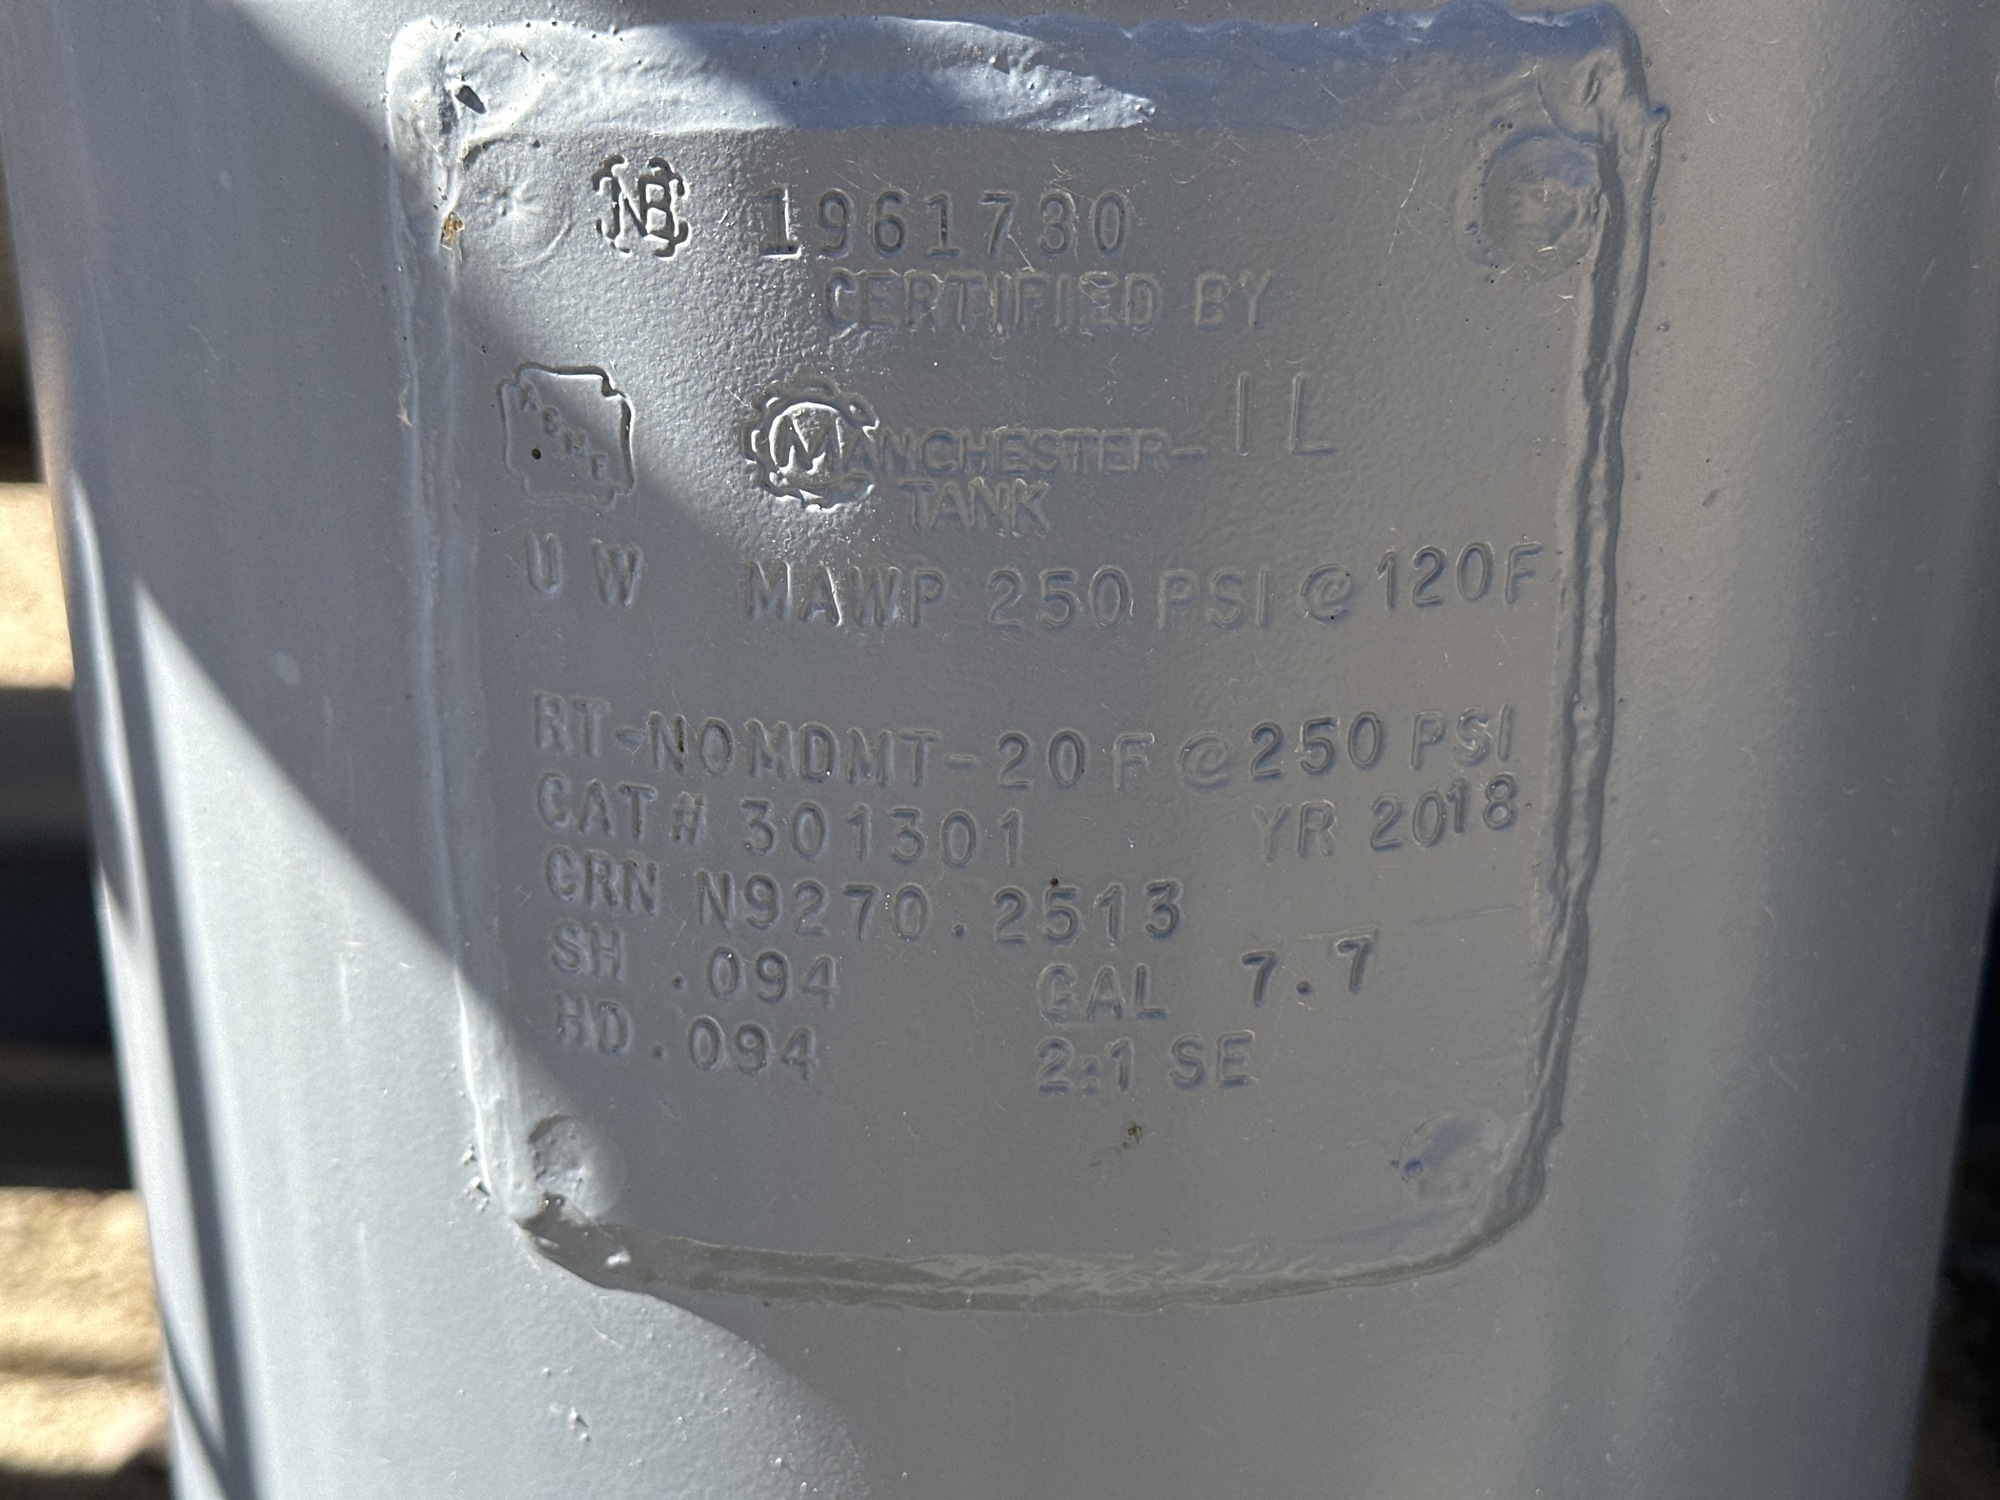 NB 1961730
CERTIFIED BY
ASME
MANCHESTER- IL
TANK
U W MAWP 250 PSI @ 120F
RT-NOMDMT-20F@250 PSI
CAT# 301301 YR 2018
CRN N9270.2513
SH .094 GAL 7.7
HD .094 2:1 SE